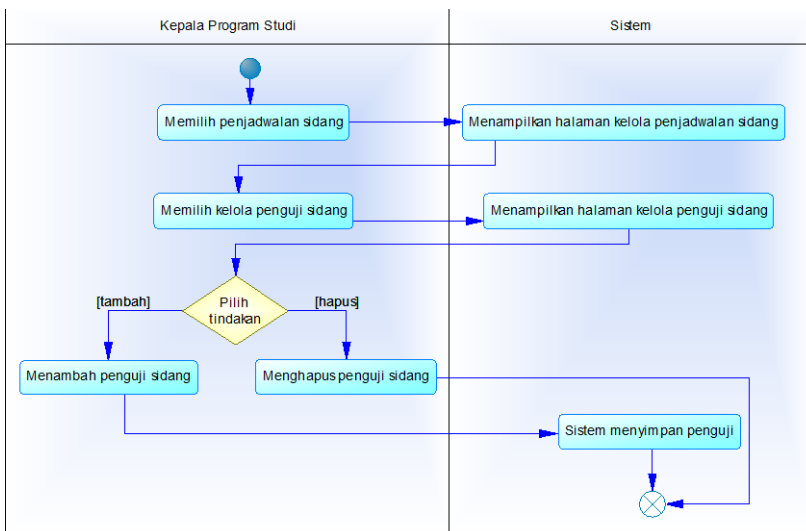 Kepala Program Studi
Sistem
Memilih penjadwalan sidang
Menampilkan halaman kelola penjadwalan sidang
Memilih kelola penguji sidang
Menampilkan halaman kelola penguji sidang
[tambah]
Pilih
tindakan
[hapus]
Menambah penguji sidang
Menghapus penguji sidang
Sistem menyimpan penguji